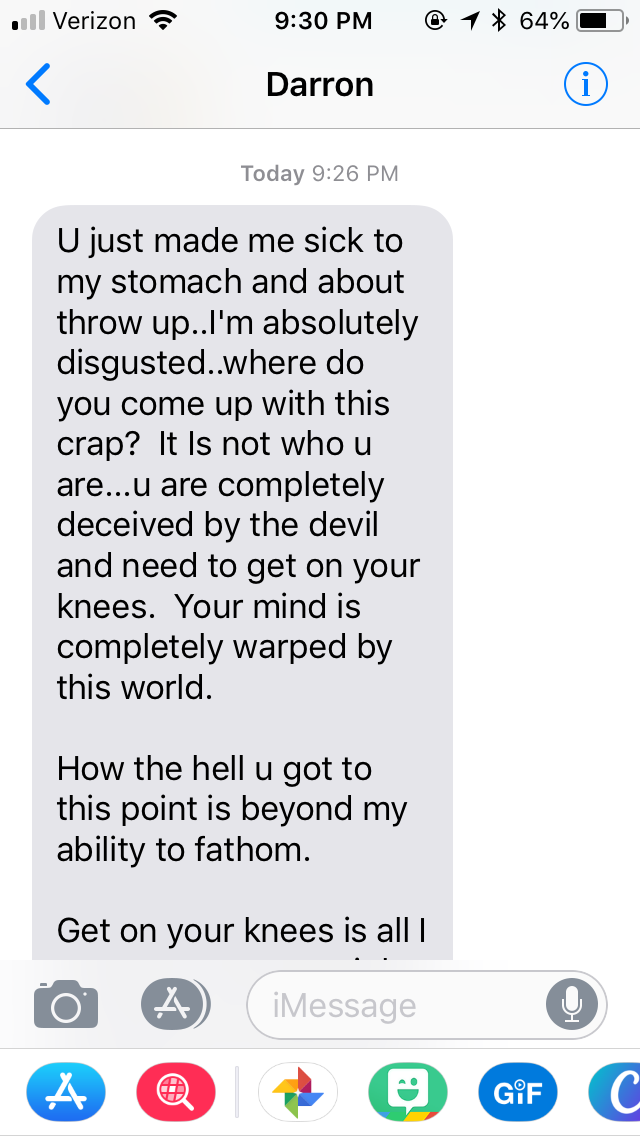 Verizon 9:30 PM 64%
Darron
Today 9:26 PM
U just made me sick to
my stomach and about
throw up..I'm absolutely
disgusted..where do
you come up with this
crap?  It Is not who u
are...u are completely
deceived by the devil
and need to get on your
knees.  Your mind is
completely warped by
this world.
How the hell u got to
this point is beyond my
ability to fathom.
Get on your knees is all I
iMessage
GIF